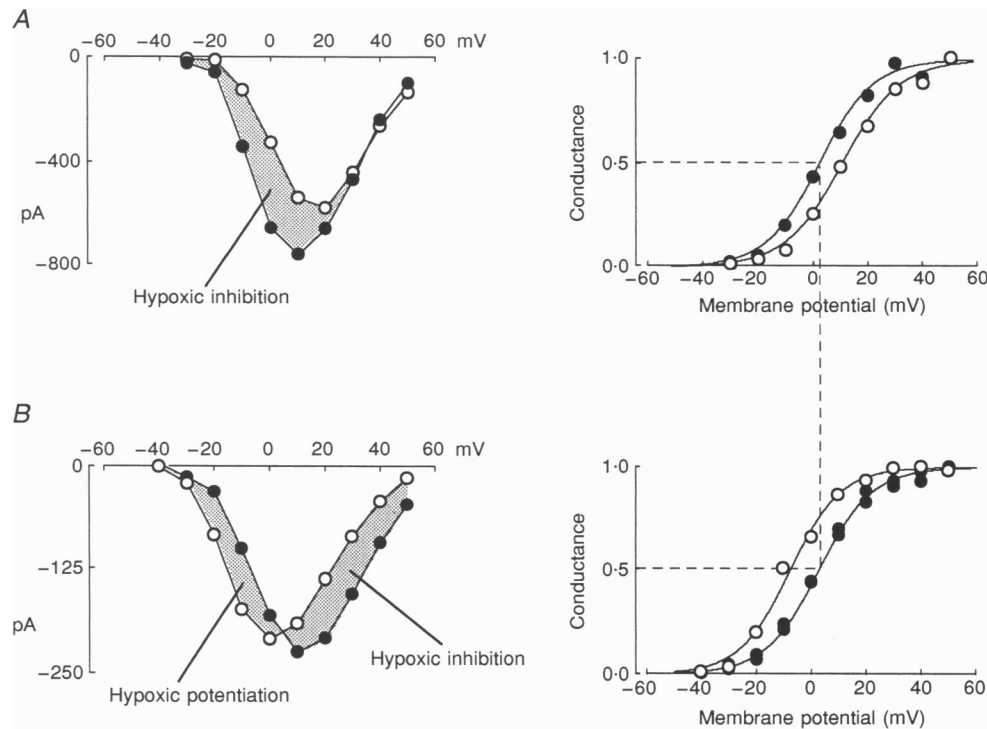 A
−60 −40 −20 0 20 40 60 mV
0
−400
pA
−800
Hypoxic inhibition
1·0
0·5
0·0
Conductance
−60 −40 −20 0 20 40 60
Membrane potential (mV)
B
−60 −40 −20 0 20 40 60 mV
0
−125
pA
−250
Hypoxic potentiation
Hypoxic inhibition
1·0
0·5
0·0
Conductance
−60 −40 −20 0 20 40 60
Membrane potential (mV)